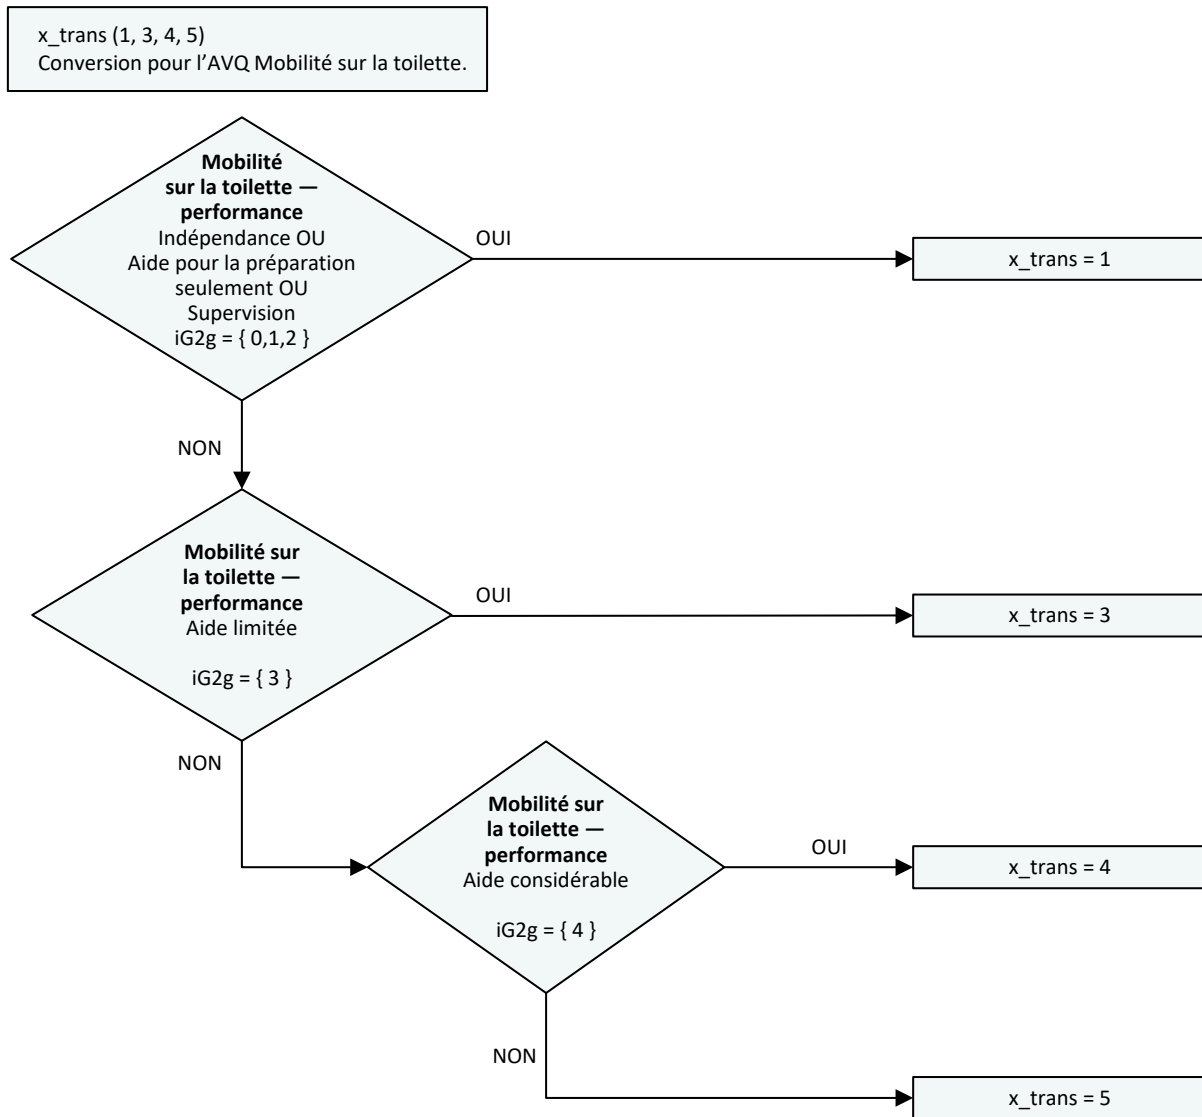 x_trans (1, 3, 4, 5)
Conversion pour l’AVQ Mobilité sur la toilette.
Mobilité
sur la toilette —
performance
Indépendance OU
Aide pour la préparation
seulement OU
Supervision
iG2g = { 0,1,2 }
OUI
x_trans = 1
NON
Mobilité sur
la toilette —
performance
Aide limitée
iG2g = { 3 }
OUI
x_trans = 3
NON
Mobilité sur
la toilette —
performance
Aide considérable
iG2g = { 4 }
OUI
x_trans = 4
NON
x_trans = 5